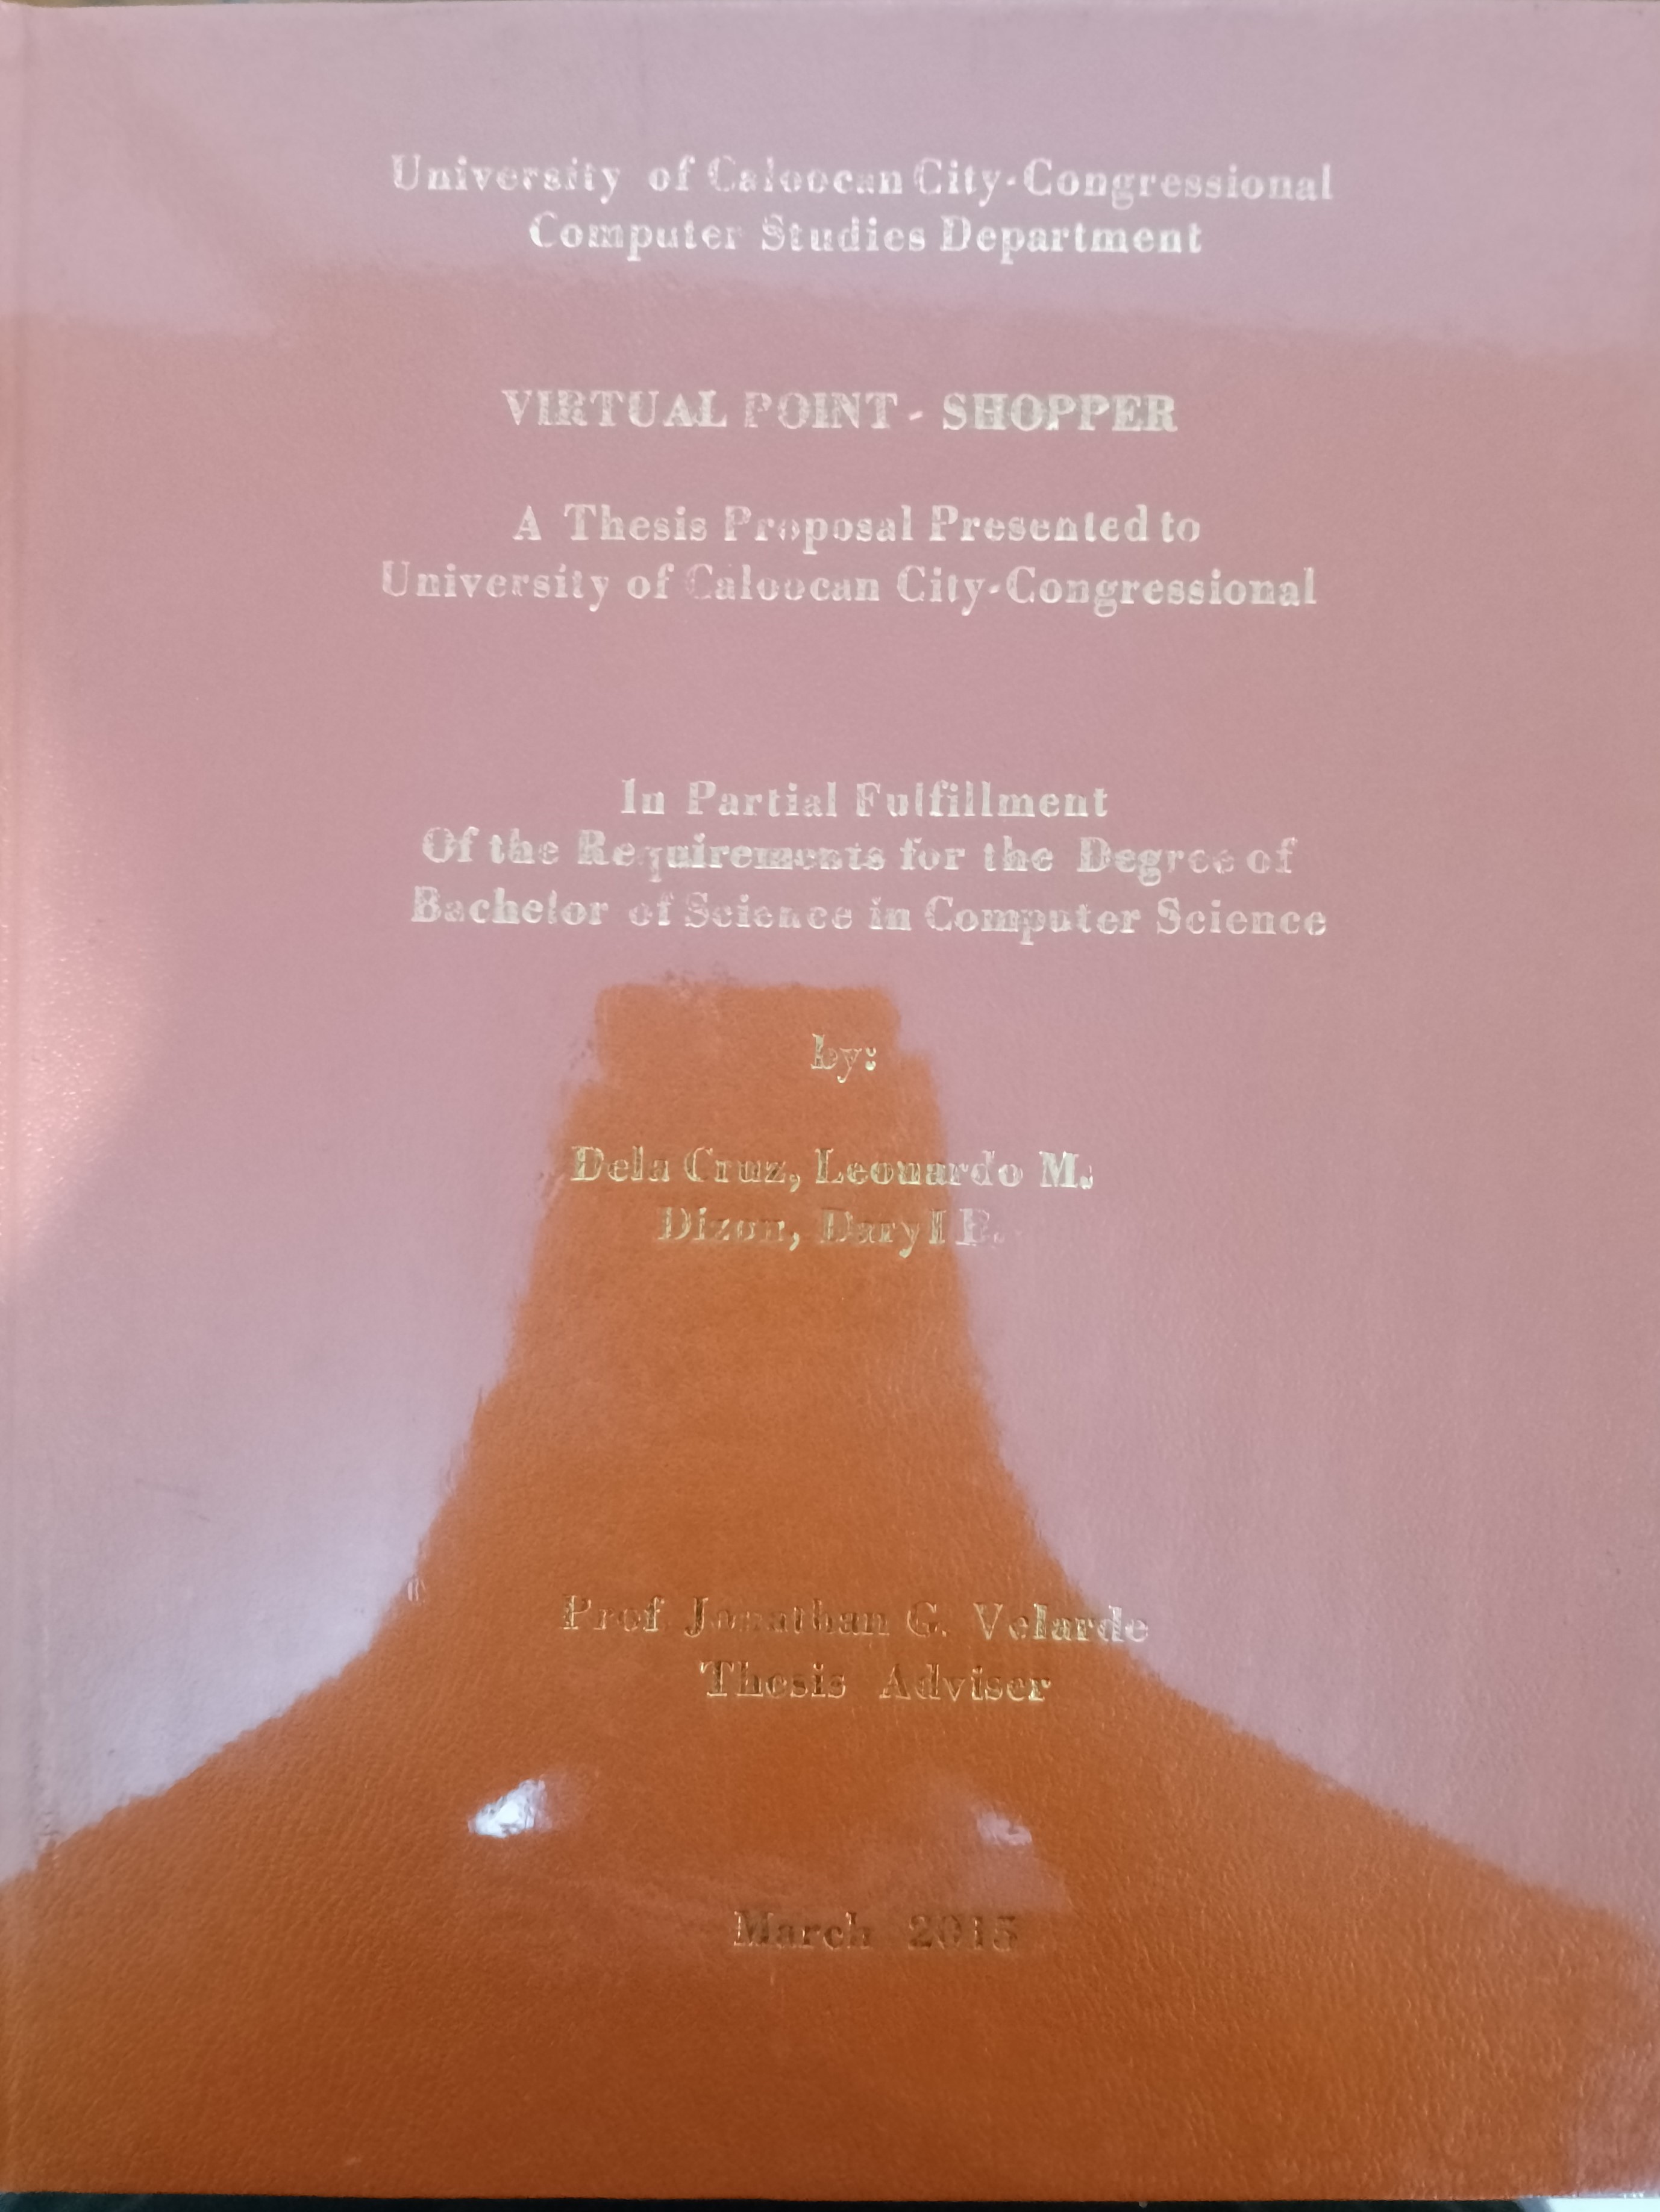 University of Caloocan City-Congressional
Computer Studies Department
VIRTUAL POINT - SHOPPER
A Thesis Proposal Presented to
University of Caloocan City-Congressional
In Partial Fulfillment
Of the Requirements for the Degree of
Bachelor of Science in Computer Science
by:
Dela Cruz, Leonardo M.
Dizon, Daryl
Prof Jonathan G. Velarde
Thesis Adviser
March 2015